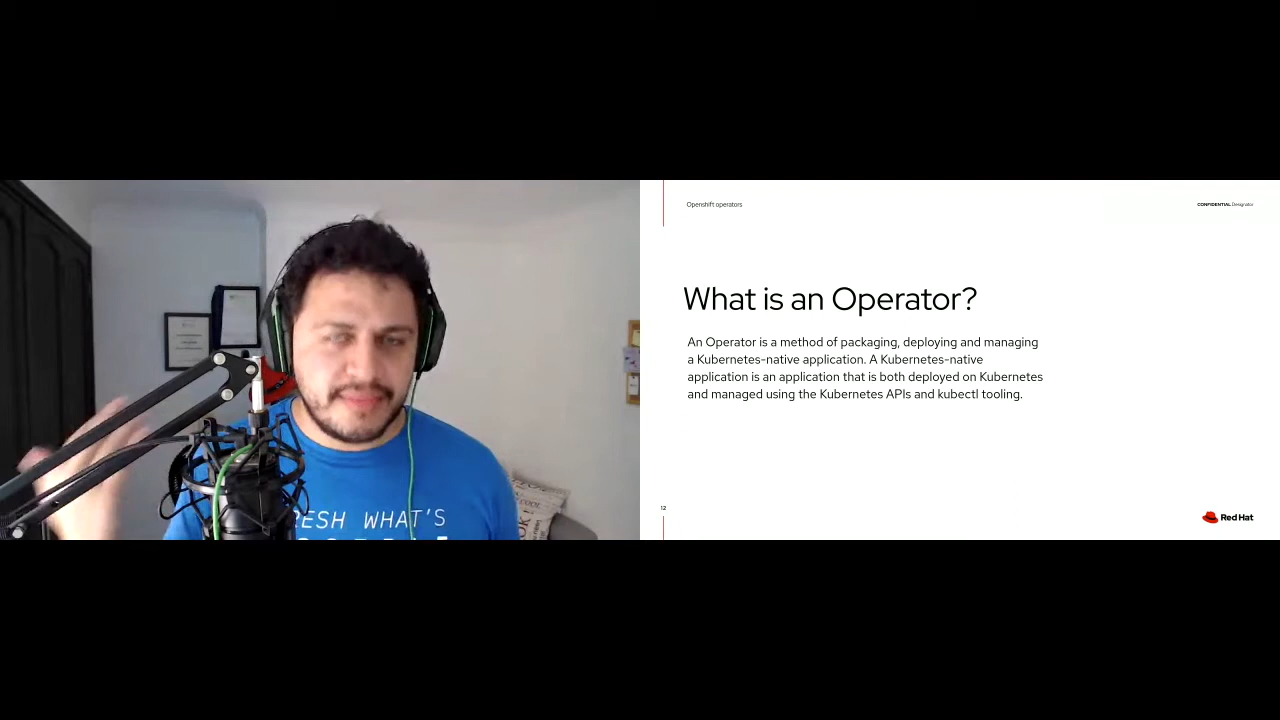 RESH WHAT'S
Openshift operators
CONFIDENTIAL Designator
What is an Operator?
An Operator is a method of packaging, deploying and managing
a Kubernetes-native application. A Kubernetes-native
application is an application that is both deployed on Kubernetes
and managed using the Kubernetes APIs and kubectl tooling.
12
Red Hat